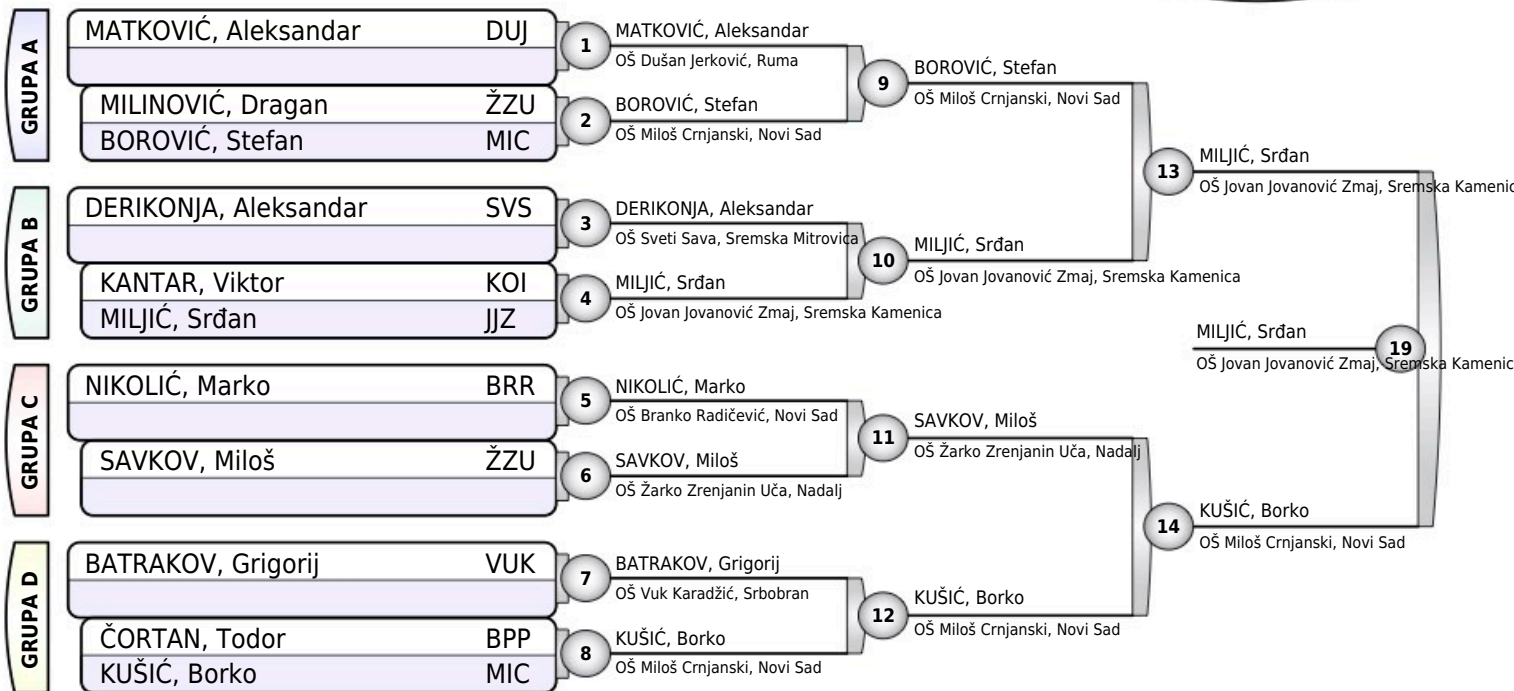 GRUPA A
MATKOVIĆ, Aleksandar DUJ
MILINOVIĆ, Dragan ŽZU
BOROVIĆ, Stefan MIC
1
MATKOVIĆ, Aleksandar
OŠ Dušan Jerković, Ruma
2
BOROVIĆ, Stefan
OŠ Miloš Crnjanski, Novi Sad
9
BOROVIĆ, Stefan
OŠ Miloš Crnjanski, Novi Sad
GRUPA B
DERIKONJA, Aleksandar SVS
KANTAR, Viktor KOI
MILJIĆ, Srđan JJZ
3
DERIKONJA, Aleksandar
OŠ Sveti Sava, Sremska Mitrovica
4
MILJIĆ, Srđan
OŠ Jovan Jovanović Zmaj, Sremska Kamenica
10
MILJIĆ, Srđan
OŠ Jovan Jovanović Zmaj, Sremska Kamenica
13
MILJIĆ, Srđan
OŠ Jovan Jovanović Zmaj, Sremska Kamenic
GRUPA C
NIKOLIĆ, Marko BRR
SAVKOV, Miloš ŽZU
5
NIKOLIĆ, Marko
OŠ Branko Radičević, Novi Sad
6
SAVKOV, Miloš
OŠ Žarko Zrenjanin Uča, Nadalj
11
SAVKOV, Miloš
OŠ Žarko Zrenjanin Uča, Nadalj
GRUPA D
BATRAKOV, Grigorij VUK
ČORTAN, Todor BPP
KUŠIĆ, Borko MIC
7
BATRAKOV, Grigorij
OŠ Vuk Karadžić, Srbobran
8
KUŠIĆ, Borko
OŠ Miloš Crnjanski, Novi Sad
12
KUŠIĆ, Borko
OŠ Miloš Crnjanski, Novi Sad
14
KUŠIĆ, Borko
OŠ Miloš Crnjanski, Novi Sad
MILJIĆ, Srđan
19
OŠ Jovan Jovanović Zmaj, Sremska Kamenic